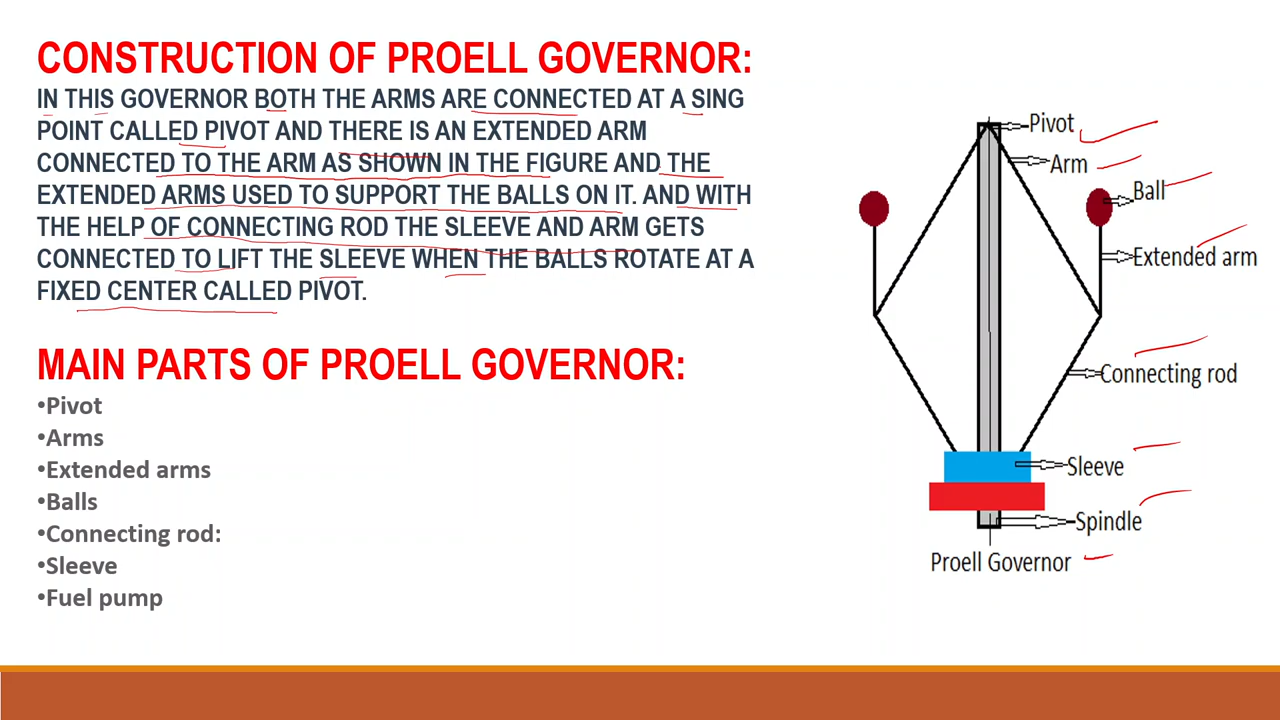 CONSTRUCTION OF PROELL GOVERNOR:
IN THIS GOVERNOR BOTH THE ARMS ARE CONNECTED AT A SING
POINT CALLED PIVOT AND THERE IS AN EXTENDED ARM
CONNECTED TO THE ARM AS SHOWN IN THE FIGURE AND THE
EXTENDED ARMS USED TO SUPPORT THE BALLS ON IT. AND WITH
THE HELP OF CONNECTING ROD THE SLEEVE AND ARM GETS
CONNECTED TO LIFT THE SLEEVE WHEN THE BALLS ROTATE AT A
FIXED CENTER CALLED PIVOT.
MAIN PARTS OF PROELL GOVERNOR:
•Pivot
•Arms
•Extended arms
•Balls
•Connecting rod:
•Sleeve
•Fuel pump
Pivot
Arm
Ball
Extended arm
Connecting rod
Sleeve
Spindle
Proell Governor